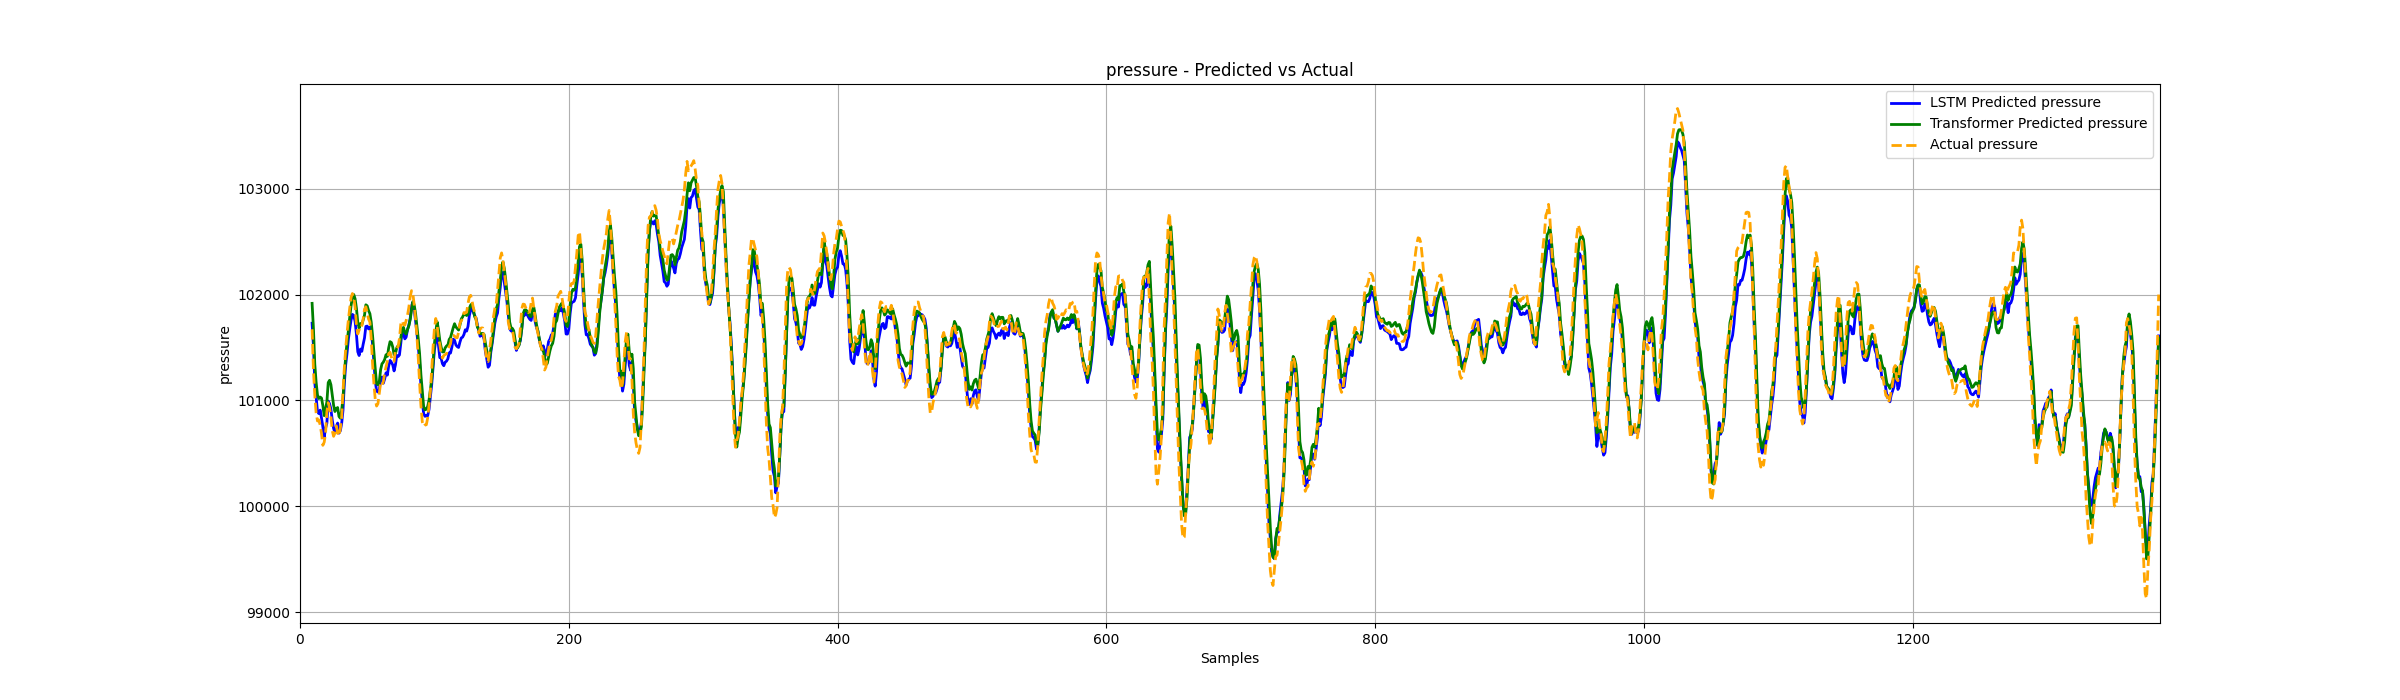 pressure - Predicted vs Actual
LSTM Predicted pressure
Transformer Predicted pressure
Actual pressure
103000
102000
101000
100000
99000
pressure
0 200 400 600 800 1000 1200
Samples